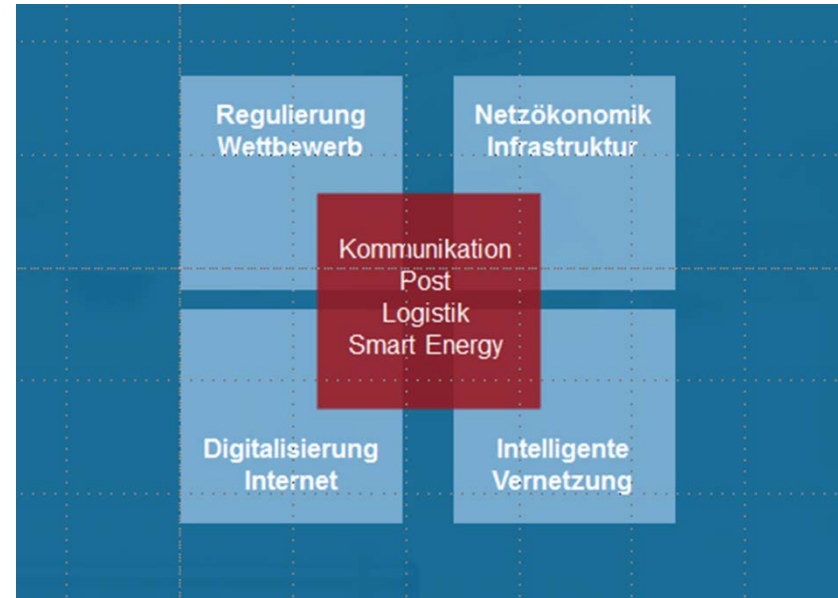 Regulierung
Wettbewerb
Netzökonomik
Infrastruktur
Kommunikation
Post
Logistik
Smart Energy
Digitalisierung
Internet
Intelligente
Vernetzung